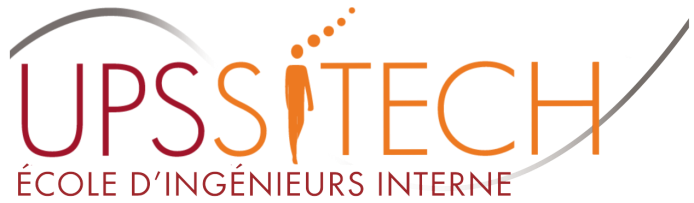 UPSSITECH
ÉCOLE D'INGÉNIEURS INTERNE